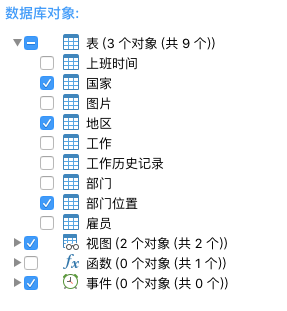 数据库对象:
表 (3 个对象 (共 9 个))
上班时间
国家
图片
地区
工作
工作历史记录
部门
部门位置
雇员
视图 (2 个对象 (共 2 个))
fx 函数 (0 个对象 (共 1 个))
事件 (0 个对象 (共 0 个))